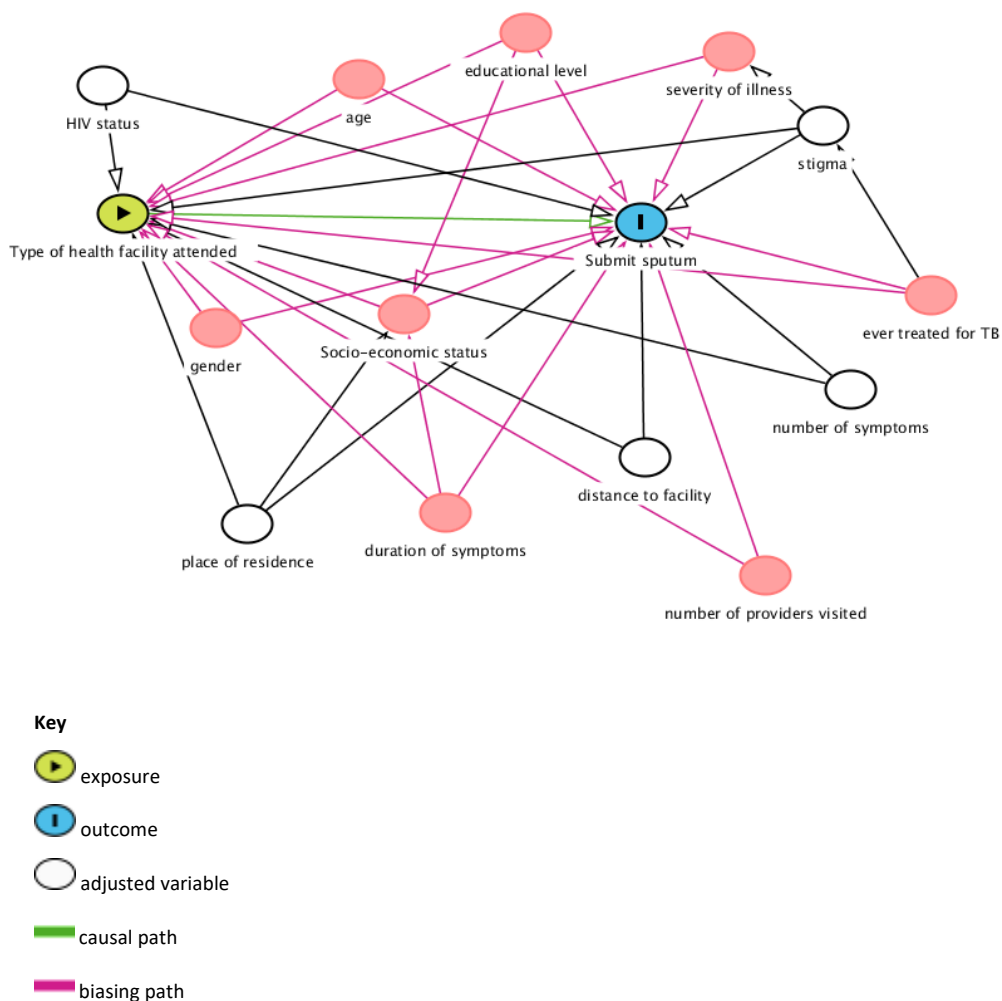 educational level
severity of illness
age
HIV status
stigma
Type of health facility attended
Submit sputum
ever treated for TB
Socio-economic status
gender
number of symptoms
distance to facility
duration of symptoms
place of residence
number of providers visited
Key
exposure
outcome
adjusted variable
causal path
biasing path